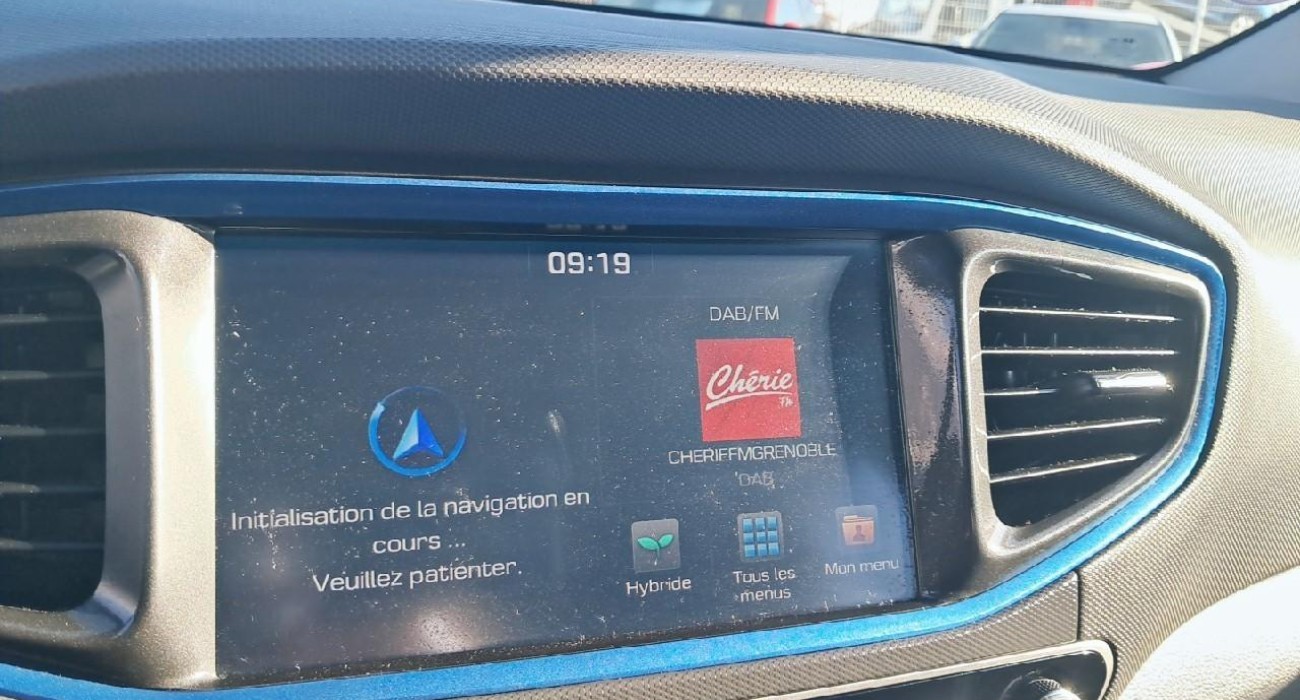 09:19
DAB/FM
Chérie
FM
CHERIFFMGRENOBLE
DAB
Initialisation de la navigation en
cours ...
Veuillez patienter.
Hybride
Tous les
menus
Mon menu